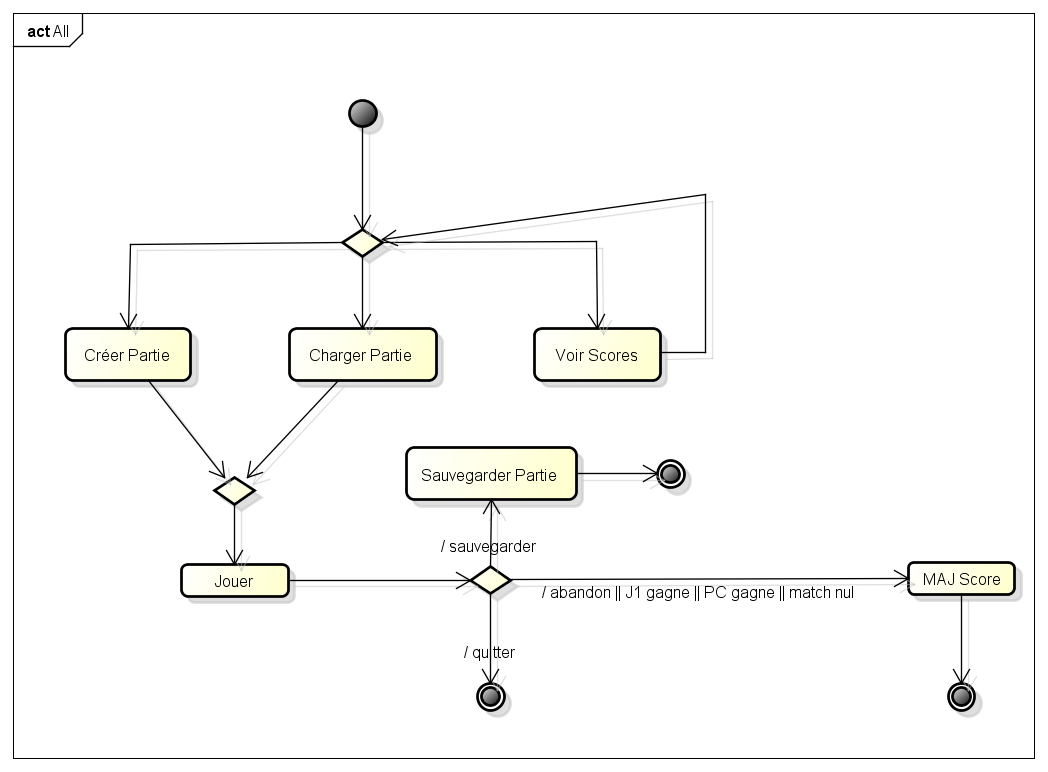 act All
Créer Partie
Charger Partie
Voir Scores
Sauvegarder Partie
/ sauvegarder
Jouer
MAJ Score
/ abandon || J1 gagne || PC gagne || match nul
/ quitter